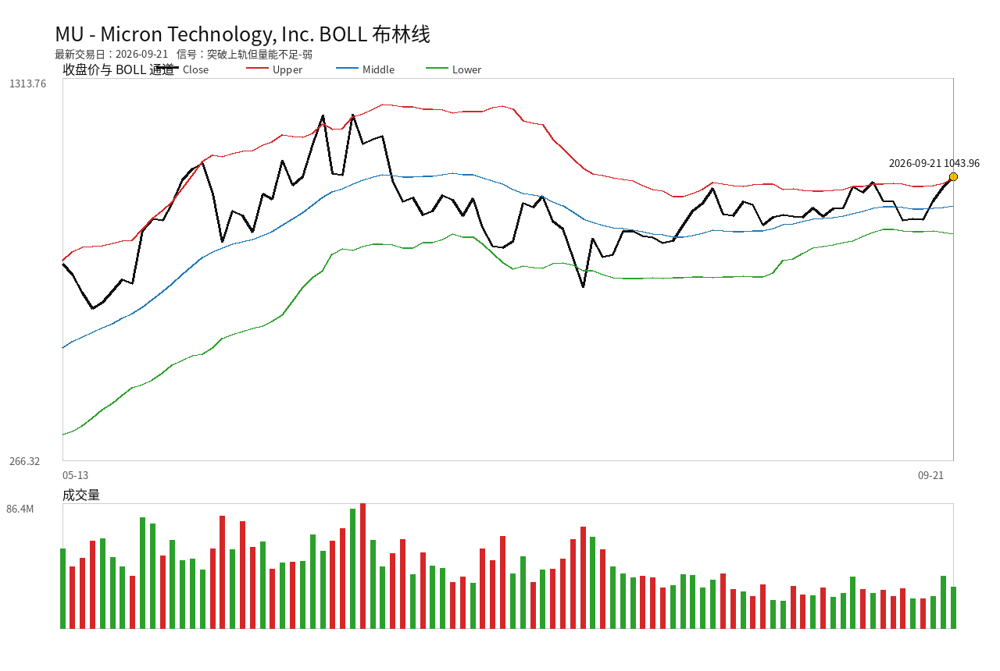 MU - Micron Technology, Inc. BOLL 布林线
最新交易日：2026-09-21 信号：突破上轨但量能不足-弱
收盘价与 BOLL 通道 Close Upper Middle Lower
1313.76
2026-09-21 1043.96
266.32
05-13 09-21
成交量
86.4M